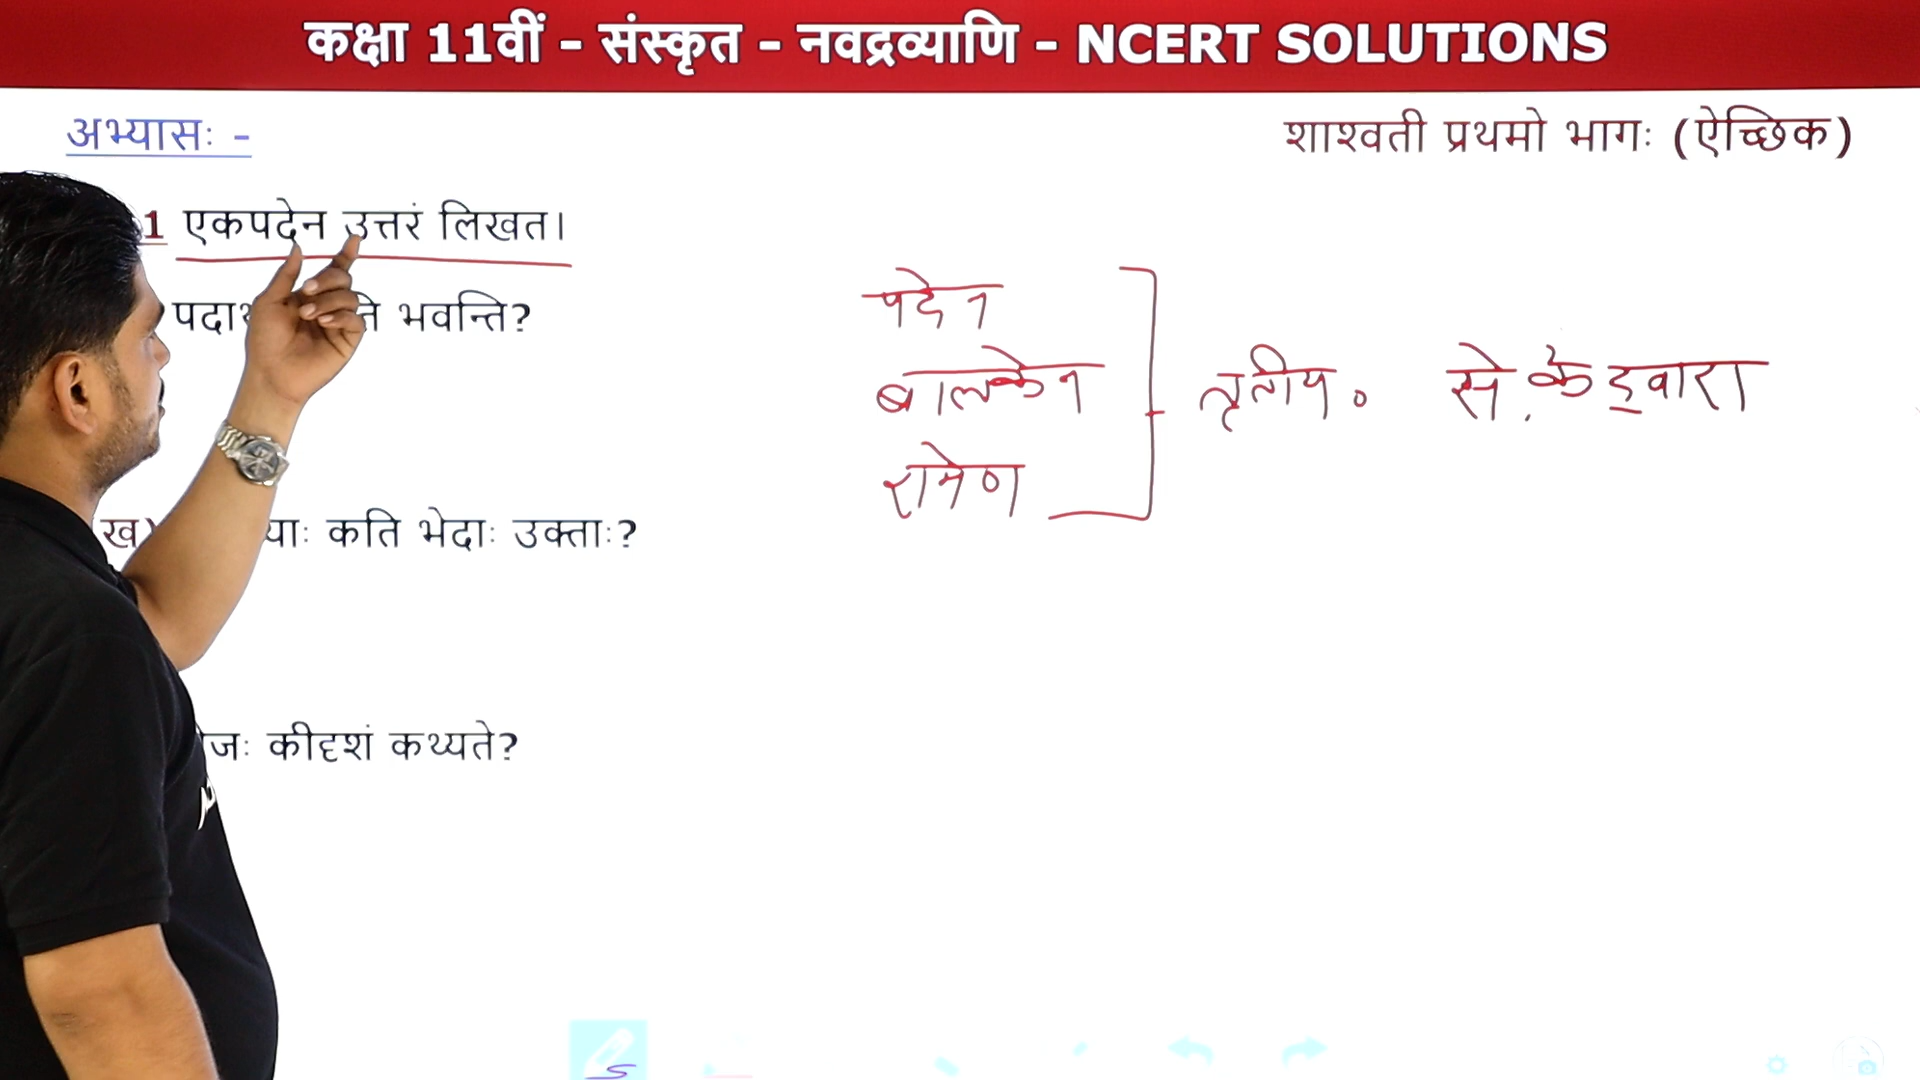 कक्षा 11वीं - संस्कृत - नवद्रव्याणि - NCERT SOLUTIONS
अभ्यासः -
शाश्वती प्रथमो भागः (ऐच्छिक)
1 एकपदेन उत्तरं लिखत।
भवन्ति?
पदेन
बालकेन
रामेण
तृतीय० से. के द्वारा
ख) कति भेदाः उक्ताः?
कीदृशं कथ्यते?